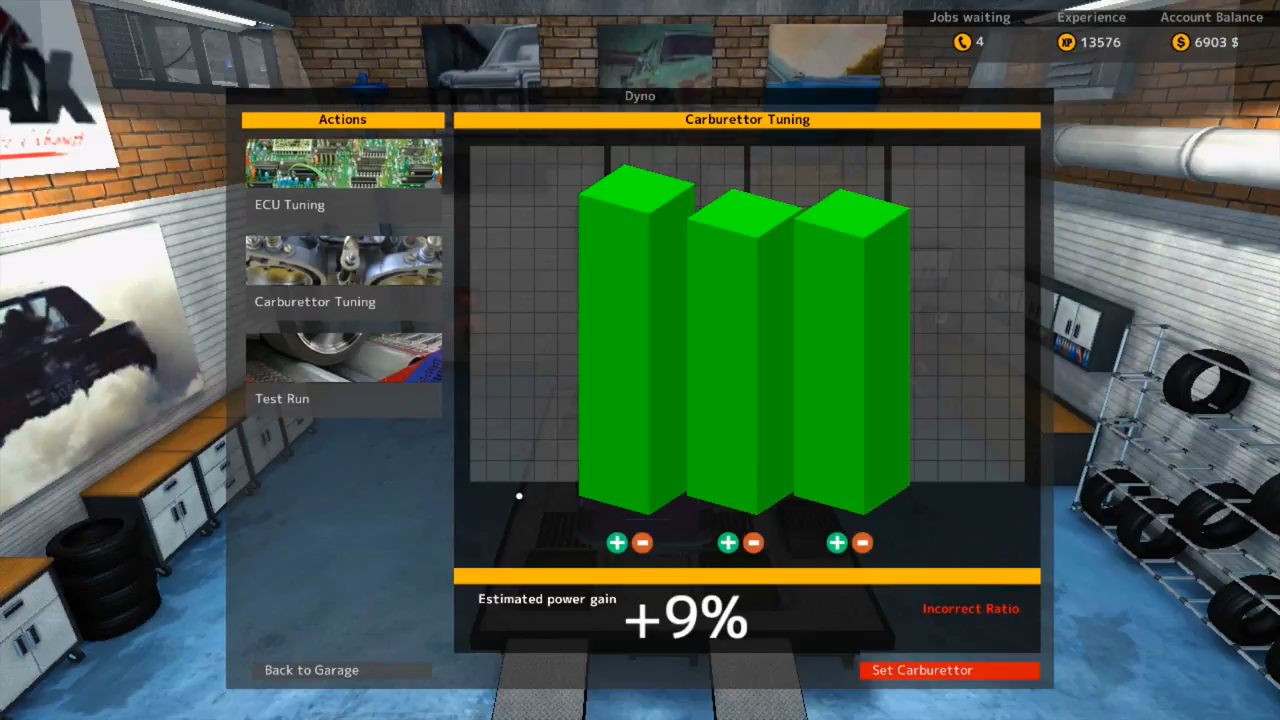 Jobs waiting
Experience
Account Balance
4
XP 13576
$ 6903 $
Dyno
Actions
Carburettor Tuning
ECU Tuning
Carburettor Tuning
Test Run
Estimated power gain
+9%
Incorrect Ratio
Back to Garage
Set Carburettor